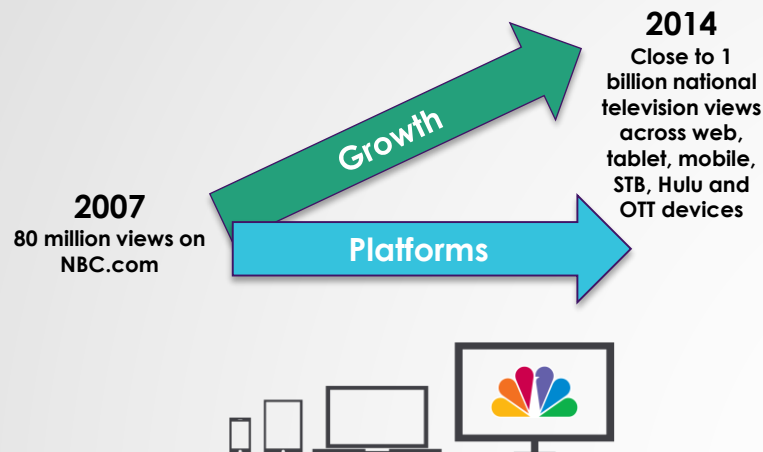 2007
80 million views on
NBC.com
Growth
Platforms
2014
Close to 1
billion national
television views
across web,
tablet, mobile,
STB, Hulu and
OTT devices